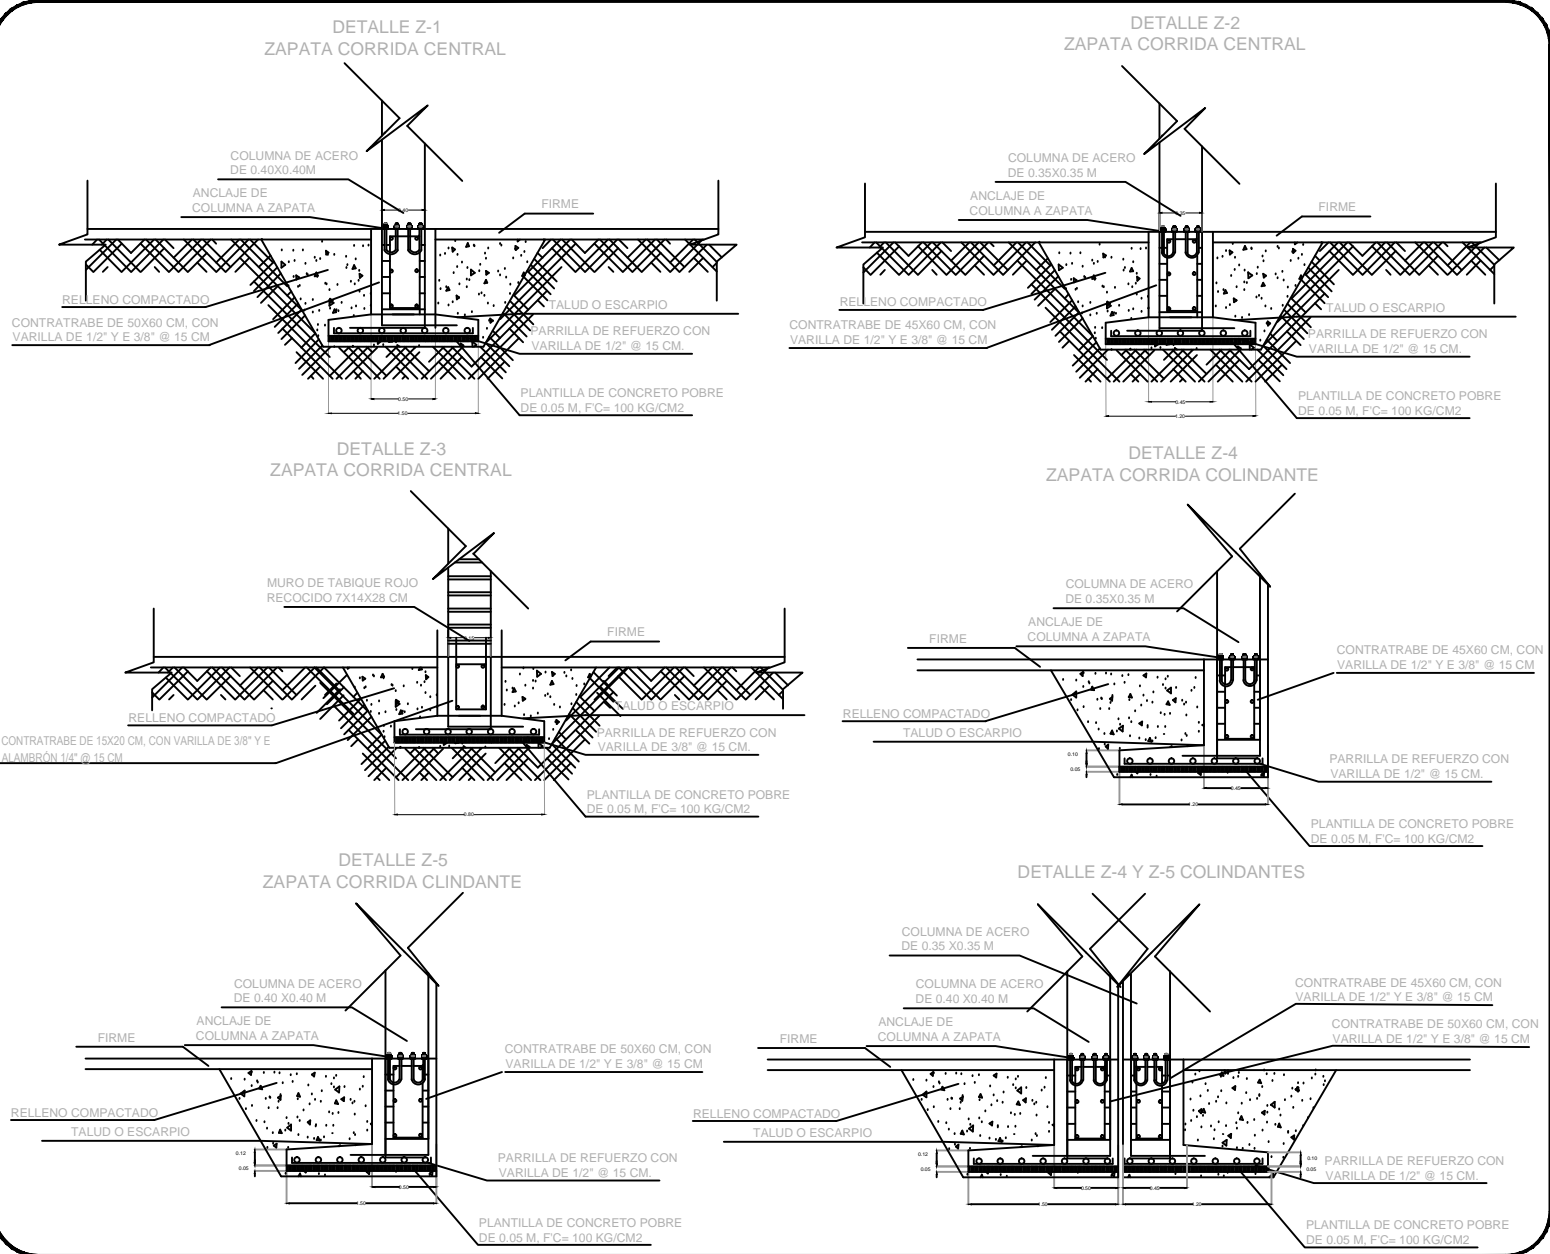 DETALLE Z-1
ZAPATA CORRIDA CENTRAL
COLUMNA DE ACERO
DE 0.40X0.40M
ANCLAJE DE
COLUMNA A ZAPATA
FIRME
RELLENO COMPACTADO
CONTRATRABE DE 50X60 CM, CON
VARILLA DE 1/2" Y E 3/8" @ 15 CM
TALUD O ESCARPIO
PARRILLA DE REFUERZO CON
VARILLA DE 1/2" @ 15 CM.
PLANTILLA DE CONCRETO POBRE
DE 0.05 M, F'C= 100 KG/CM2
0.50
DETALLE Z-2
ZAPATA CORRIDA CENTRAL
COLUMNA DE ACERO
DE 0.35X0.35 M
ANCLAJE DE
COLUMNA A ZAPATA
FIRME
RELLENO COMPACTADO
CONTRATRABE DE 45X60 CM, CON
VARILLA DE 1/2" Y E 3/8" @ 15 CM
TALUD O ESCARPIO
PARRILLA DE REFUERZO CON
VARILLA DE 1/2" @ 15 CM.
PLANTILLA DE CONCRETO POBRE
DE 0.05 M, F'C= 100 KG/CM2
0.45
1.20
DETALLE Z-3
ZAPATA CORRIDA CENTRAL
MURO DE TABIQUE ROJO
RECOCIDO 7X14X28 CM
FIRME
RELLENO COMPACTADO
CONTRATRABE DE 15X20 CM, CON VARILLA DE 3/8" Y E
ALAMBRÓN 1/4" @ 15 CM
TALUD O ESCARPIO
PARRILLA DE REFUERZO CON
VARILLA DE 3/8" @ 15 CM.
PLANTILLA DE CONCRETO POBRE
DE 0.05 M, F'C= 100 KG/CM2
DETALLE Z-4
ZAPATA CORRIDA COLINDANTE
COLUMNA DE ACERO
DE 0.35X0.35 M
ANCLAJE DE
COLUMNA A ZAPATA
FIRME
CONTRATRABE DE 45X60 CM, CON
VARILLA DE 1/2" Y E 3/8" @ 15 CM
RELLENO COMPACTADO
TALUD O ESCARPIO
0.10
0.05
PARRILLA DE REFUERZO CON
VARILLA DE 1/2" @ 15 CM.
0.45
PLANTILLA DE CONCRETO POBRE
DE 0.05 M, F'C= 100 KG/CM2
DETALLE Z-5
ZAPATA CORRIDA CLINDANTE
COLUMNA DE ACERO
DE 0.40 X0.40 M
ANCLAJE DE
COLUMNA A ZAPATA
FIRME
CONTRATRABE DE 50X60 CM, CON
VARILLA DE 1/2" Y E 3/8" @ 15 CM
RELLENO COMPACTADO
TALUD O ESCARPIO
0.12
0.05
PARRILLA DE REFUERZO CON
VARILLA DE 1/2" @ 15 CM.
0.50
PLANTILLA DE CONCRETO POBRE
DE 0.05 M, F'C= 100 KG/CM2
DETALLE Z-4 Y Z-5 COLINDANTES
COLUMNA DE ACERO
DE 0.35 X0.35 M
COLUMNA DE ACERO
DE 0.40 X0.40 M
ANCLAJE DE
COLUMNA A ZAPATA
FIRME
CONTRATRABE DE 45X60 CM, CON
VARILLA DE 1/2" Y E 3/8" @ 15 CM
CONTRATRABE DE 50X60 CM, CON
VARILLA DE 1/2" Y E 3/8" @ 15 CM
RELLENO COMPACTADO
TALUD O ESCARPIO
0.12
0.05
0.10
0.05
PARRILLA DE REFUERZO CON
VARILLA DE 1/2" @ 15 CM.
0.50
0.45
PLANTILLA DE CONCRETO POBRE
DE 0.05 M, F'C= 100 KG/CM2